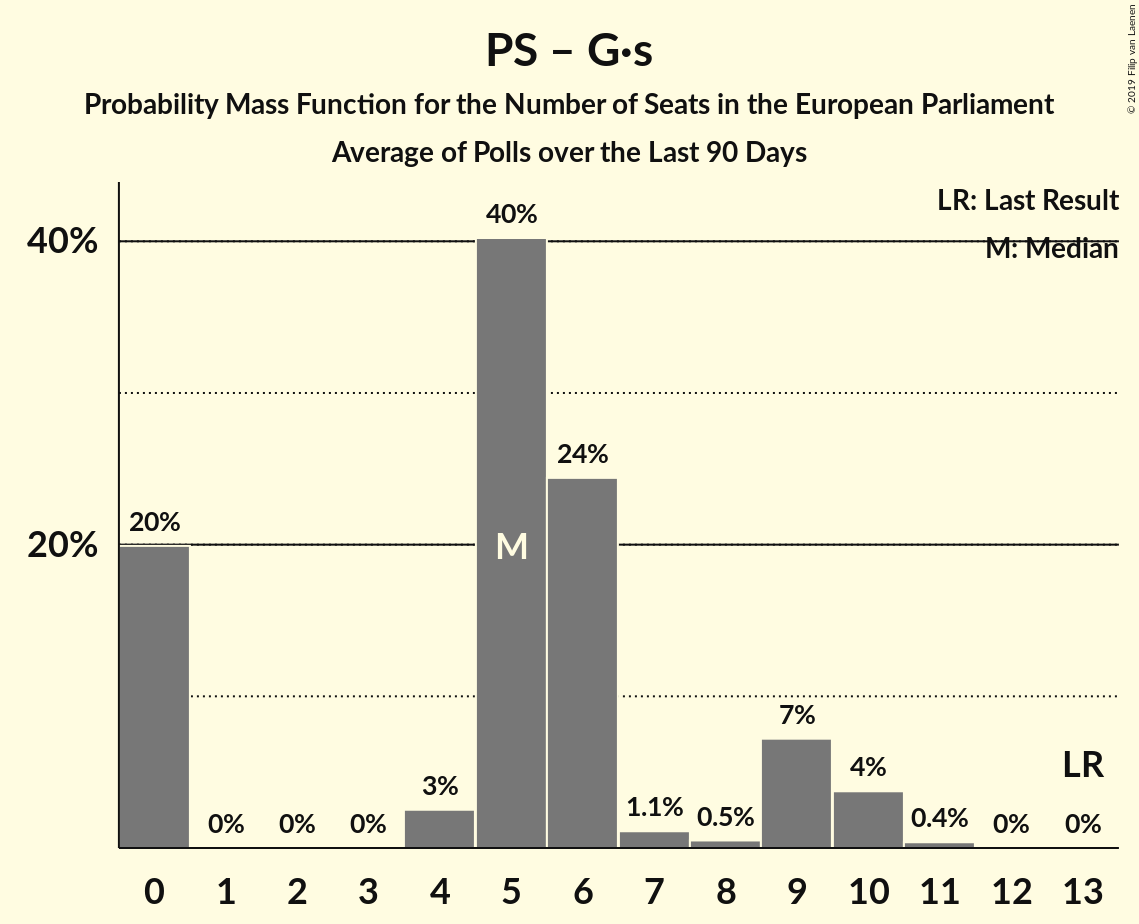 PS – G·s
Probability Mass Function for the Number of Seats in the European Parliament
Average of Polls over the Last 90 Days
© 2019 Filip van Laenen
LR: Last Result
M: Median
40%
20%
20%
0%
0%
0%
3%
40%
M
24%
1.1%
0.5%
7%
4%
0.4%
0%
0%
LR
0 1 2 3 4 5 6 7 8 9 10 11 12 13